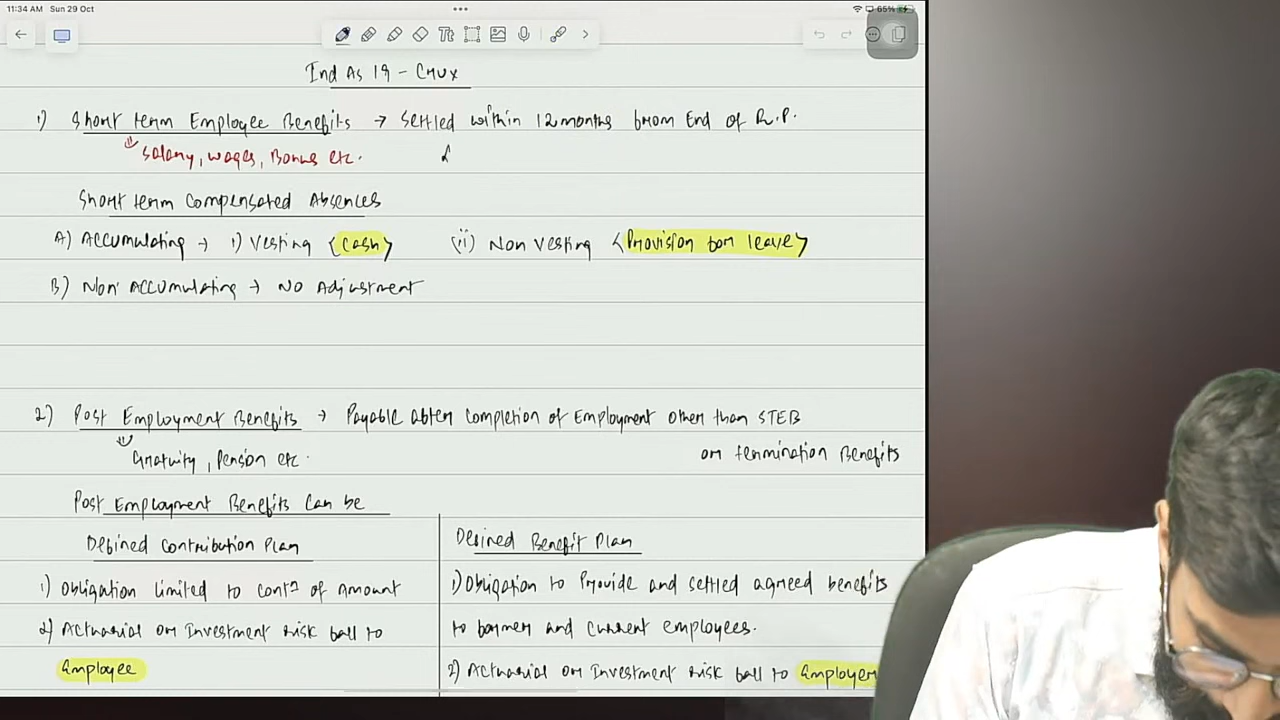 11:34 AM Sun 29 Oct
65%
Ind As 19 - Crux
1) Short term Employee Benefits → Settled within 12 months from End of R.P.
Salary, wages, Bonus etc.
Short term Compensated Absences
A) Accumulating → 1) Vesting {Cash} (ii) Non Vesting {Provision for leave}
B) Non Accumulating → No Adjustment
2) Post Employment Benefits → Payable after completion of Employment other than STEB
Gratuity, Pension etc. or termination Benefits
Post Employment Benefits Can be
Defined Contribution Plan
1) Obligation limited to contn of Amount
2) Actuarial or Investment risk fall to
Employee
Desined Benefit Plan
1) Obligation to Provide and settled agreed benefits
to former and current employees.
2) Actuarial or Investment risk fall to Employer